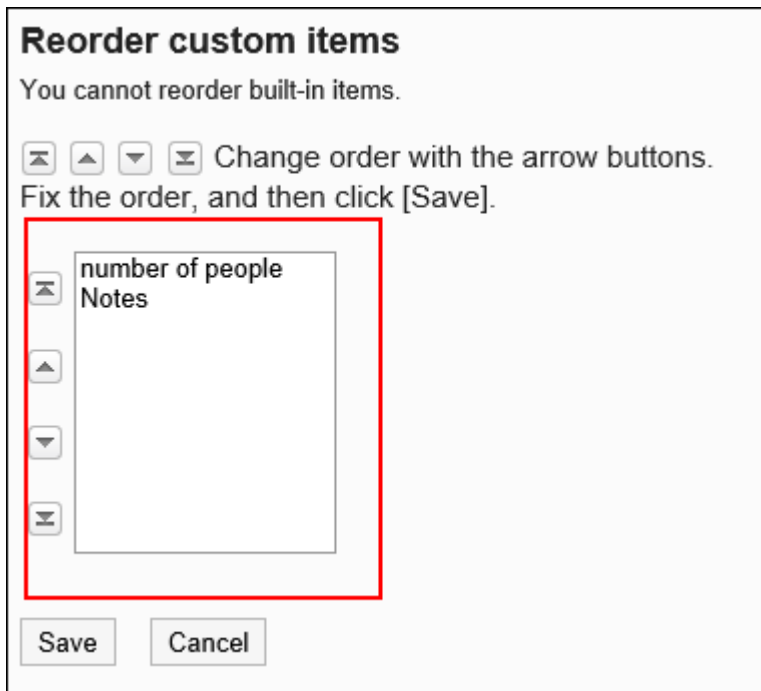 Reorder custom items
You cannot reorder built-in items.
Change order with the arrow buttons.
Fix the order, and then click [Save].
number of people
Notes
Save Cancel